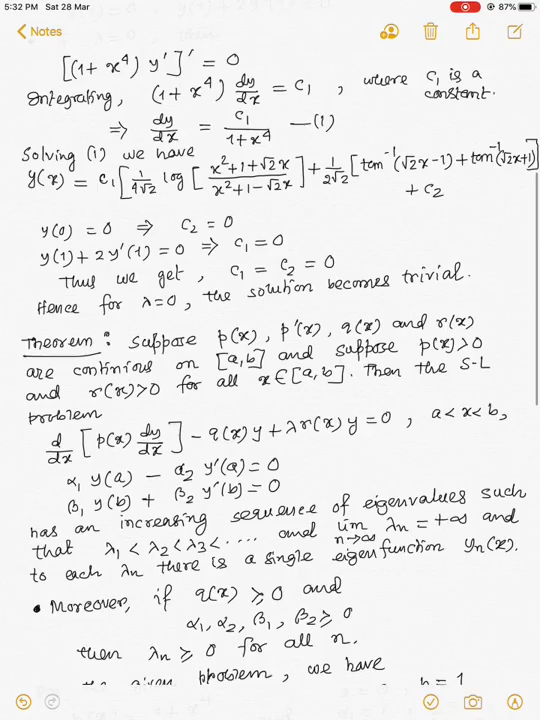 5:32 PM Sat 28 Mar
87%
Notes
[(1+ x⁴) y']' = 0
Integrating, (1+ x⁴) dy/dx = c₁ , where c₁ is a constant.
⇒ dy/dx = c₁/(1+x⁴) —(1)
Solving (1) we have
y(x) = c₁ [ 1/(4√2) log [ (x²+1+√2x)/(x²+1-√2x) ] + 1/(2√2) [ tan⁻¹(√2x-1) + tan⁻¹(√2x+1) ]
+ c₂
y(0) = 0 ⇒ c₂ = 0
y(1) + 2y'(1) = 0 ⇒ c₁ = 0
Thus we get, c₁ = c₂ = 0
Hence for λ=0, the solution becomes trivial.
Theorem: Suppose p(x), p'(x), q(x) and r(x)
are continious on [a,b] and suppose p(x)>0
and r(x)>0 for all x∈[a,b]. Then the S-L
problem
d/dx [p(x) dy/dx] - q(x)y + λr(x)y = 0 , a<x<b,
α₁ y(a) - α₂ y'(a) = 0
β₁ y(b) + β₂ y'(b) = 0
has an increasing sequence of eigenvalues such
that λ₁ < λ₂ < λ₃ < .... and lim n→∞ λn = +∞ and
to each λn there is a single eigenfunction yn(x).
• Moreover, if q(x) ≥ 0 and
α₁, α₂, β₁, β₂ ≥ 0
then λn ≥ 0 for all n.
the given problem, we have